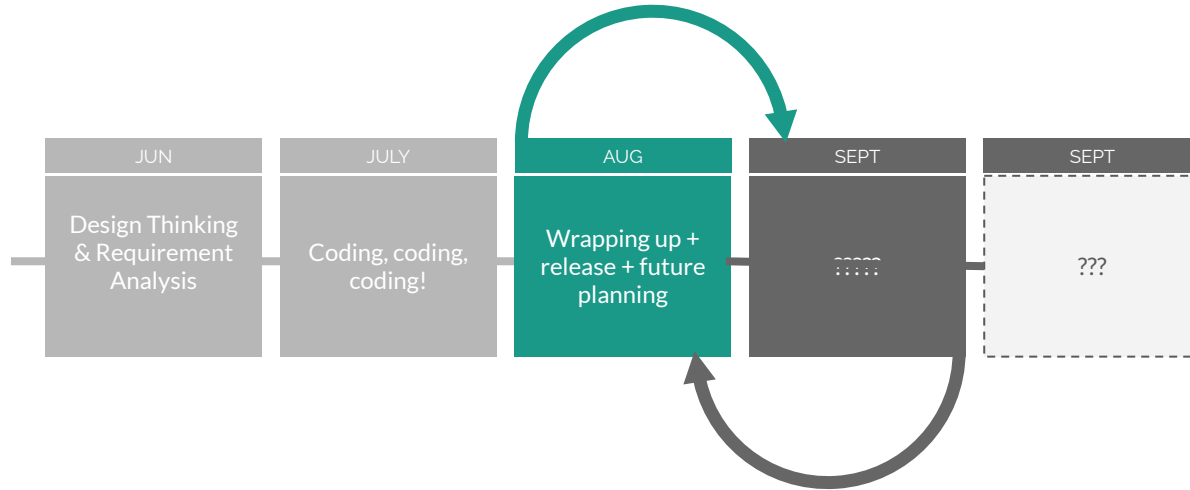 JUN
JULY
AUG
SEPT
SEPT
Design Thinking
& Requirement
Analysis
Coding, coding,
coding!
Wrapping up +
release + future
planning
?????
???